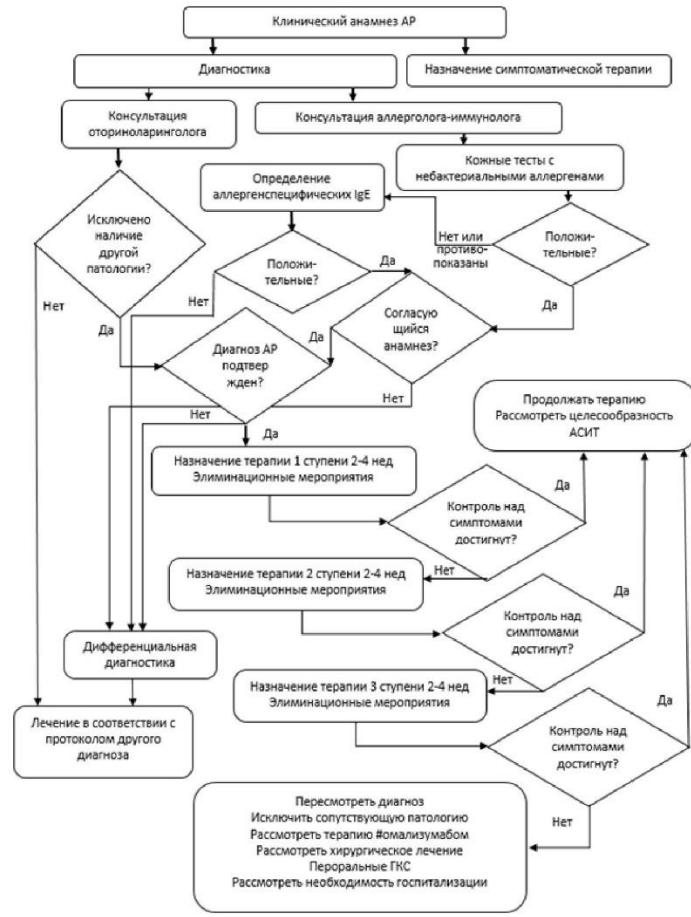 Клинический анамнез АР
Диагностика
Назначение симптоматической терапии
Консультация
оториноларинголога
Консультация аллерголога-иммунолога
Кожные тесты с
небактериальными аллергенами
Определение
аллергенспецифических IgE
Исключено
наличие
другой
патологии?
Нет или
противо-
показаны
Положи-
тельные?
Положи-
тельные?
Да
Нет
Нет
Да
Да
Согласую
щийся
анамнез?
Да
Диагноз АР
подтвер
жден?
Нет
Нет
Да
Продолжать терапию
Рассмотреть целесообразность
АСИТ
Назначение терапии 1 ступени 2-4 нед
Элиминационные мероприятия
Контроль над
симптомами
достигнут?
Да
Да
Нет
Назначение терапии 2 ступени 2-4 нед
Элиминационные мероприятия
Контроль над
симптомами
достигнут?
Да
Нет
Дифференциальная
диагностика
Назначение терапии 3 ступени 2-4 нед
Элиминационные мероприятия
Лечение в соответствии с
протоколом другого
диагноза
Контроль над
симптомами
достигнут?
Нет
Пересмотреть диагноз
Исключить сопутствующую патологию
Рассмотреть терапию #омализумабом
Рассмотреть хирургическое лечение
Пероральные ГКС
Рассмотреть необходимость госпитализации